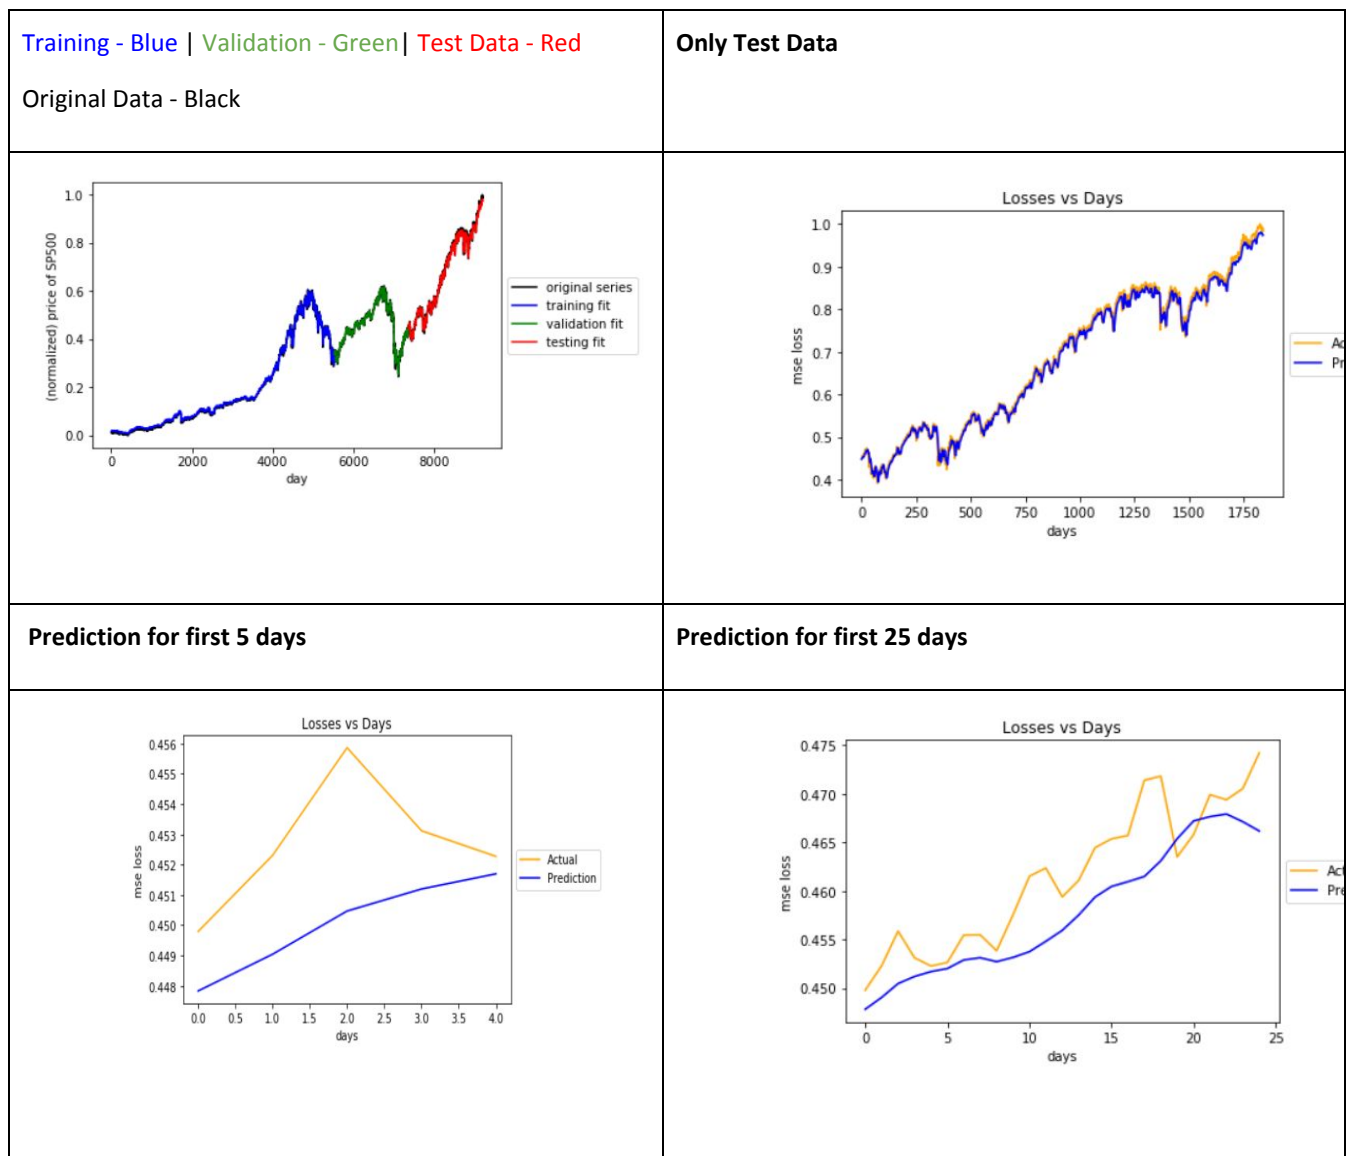 Training - Blue | Validation - Green| Test Data - Red
Original Data - Black
Only Test Data
1.0
0.8
0.6
0.4
0.2
0.0
(normalized) price of SP500
0
2000
4000
6000
8000
day
original series
training fit
validation fit
testing fit
Losses vs Days
1.0
0.9
0.8
0.7
0.6
0.5
0.4
mse loss
0
250
500
750
1000
1250
1500
1750
days
Ac
Pr
Prediction for first 5 days
Prediction for first 25 days
Losses vs Days
0.456
0.455
0.454
0.453
0.452
0.451
0.450
0.449
0.448
mse loss
0.0
0.5
1.0
1.5
2.0
2.5
3.0
3.5
4.0
days
Actual
Prediction
Losses vs Days
0.475
0.470
0.465
0.460
0.455
0.450
mse loss
0
5
10
15
20
25
days
Act
Pre